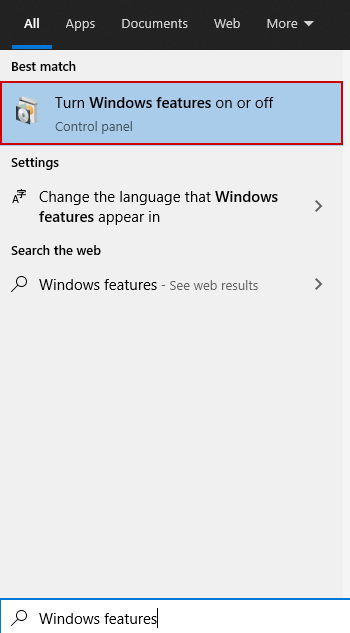 All Apps Documents Web More
Best match
Turn Windows features on or off
Control panel
Settings
Change the language that Windows
features appear in
Search the web
Windows features - See web results
Windows features